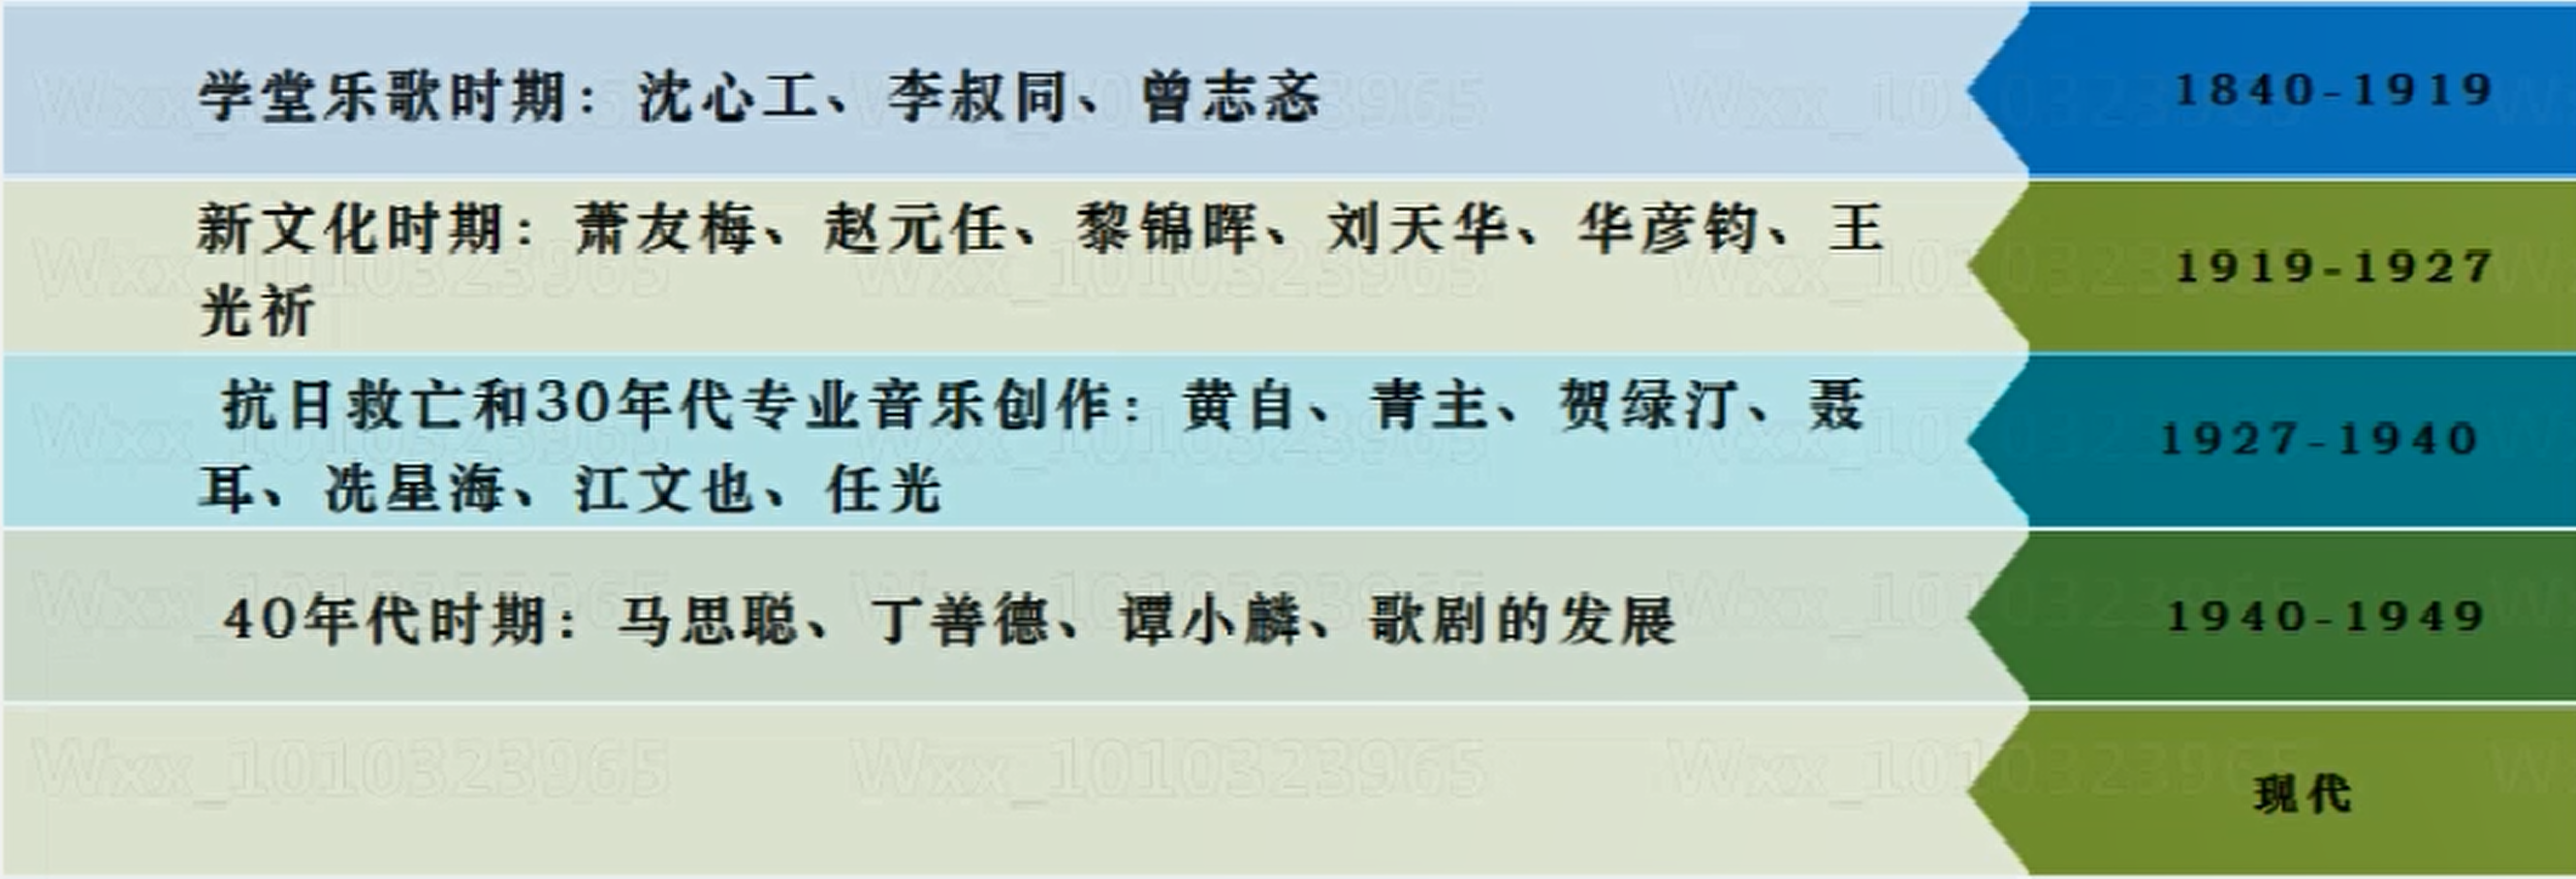 学堂乐歌时期：沈心工、李叔同、曾志忞
1840-1919
新文化时期：萧友梅、赵元任、黎锦晖、刘天华、华彦钧、王
光祈
1919-1927
抗日救亡和30年代专业音乐创作：黄自、青主、贺绿汀、聂
耳、冼星海、江文也、任光
1927-1940
40年代时期：马思聪、丁善德、谭小麟、歌剧的发展
1940-1949
现代
Wxx_1010323965